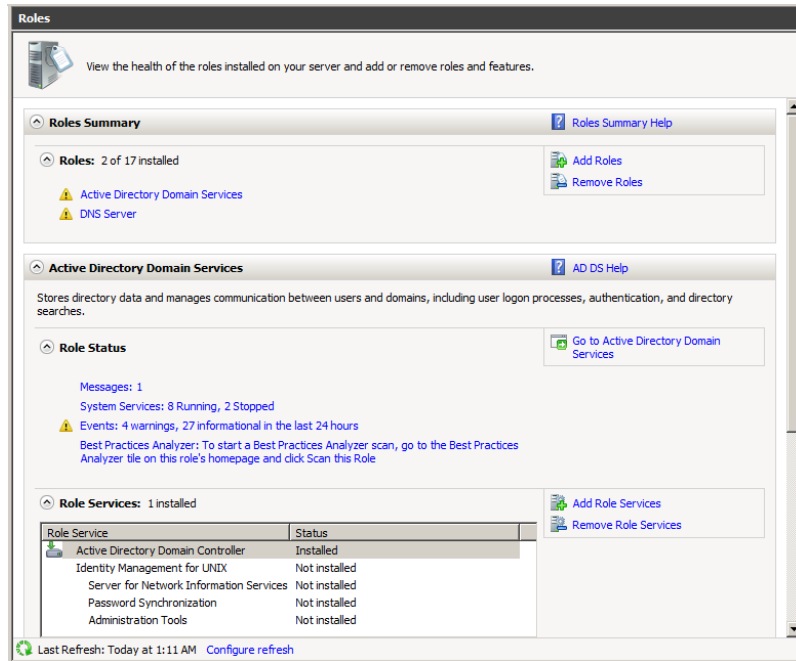 Roles
View the health of the roles installed on your server and add or remove roles and features.
Roles Summary
Roles Summary Help
Roles: 2 of 17 installed
Add Roles
Remove Roles
Active Directory Domain Services
DNS Server
Active Directory Domain Services
AD DS Help
Stores directory data and manages communication between users and domains, including user logon processes, authentication, and directory
searches.
Role Status
Go to Active Directory Domain
Services
Messages: 1
System Services: 8 Running, 2 Stopped
Events: 4 warnings, 27 informational in the last 24 hours
Best Practices Analyzer: To start a Best Practices Analyzer scan, go to the Best Practices
Analyzer tile on this role's homepage and click Scan this Role
Role Services: 1 installed
Add Role Services
Remove Role Services
Role Service Status
Active Directory Domain Controller Installed
Identity Management for UNIX Not installed
Server for Network Information Services Not installed
Password Synchronization Not installed
Administration Tools Not installed
Last Refresh: Today at 1:11 AM Configure refresh